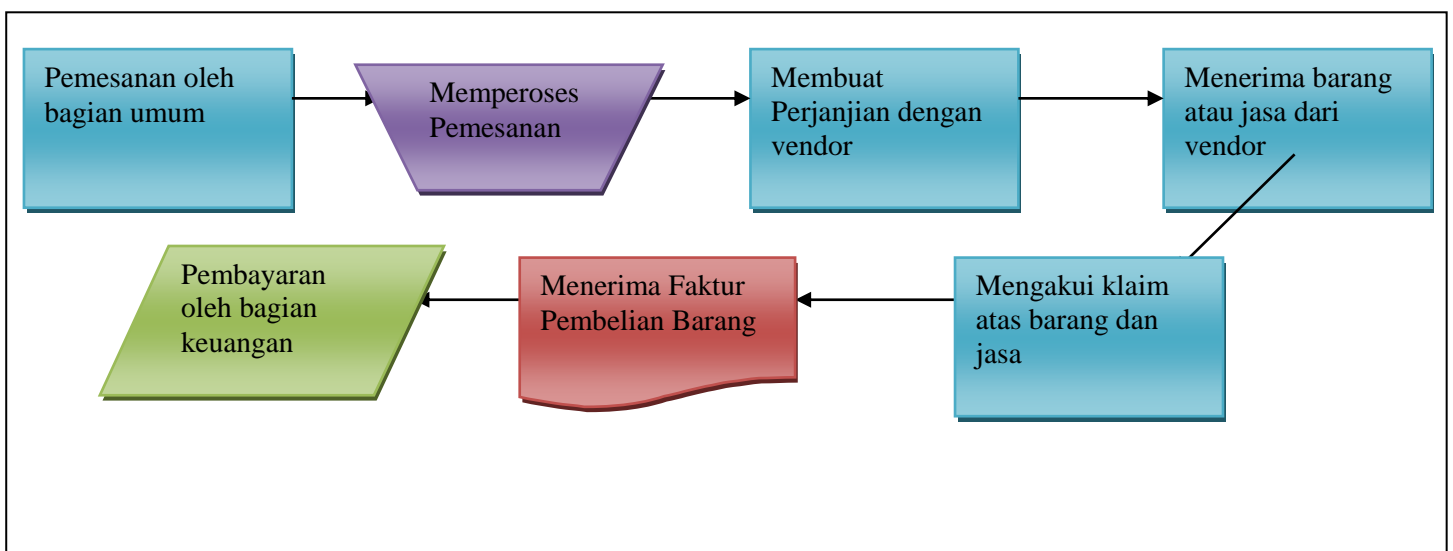 Pemesanan oleh
bagian umum
Memperoses
Pemesanan
Membuat
Perjanjian dengan
vendor
Menerima barang
atau jasa dari
vendor
Mengakui klaim
atas barang dan
jasa
Menerima Faktur
Pembelian Barang
Pembayaran
oleh bagian
keuangan